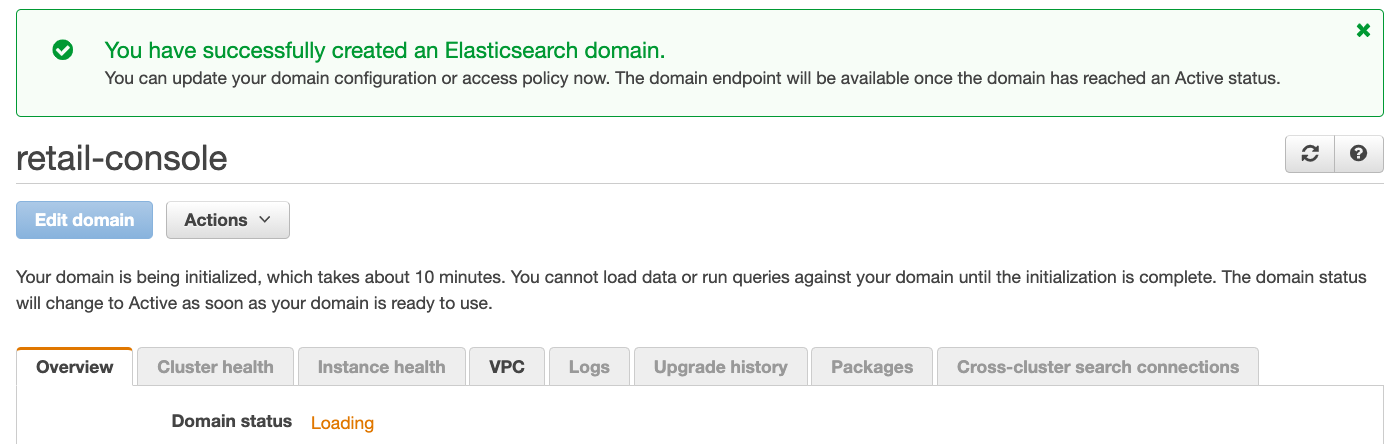 You have successfully created an Elasticsearch domain.
You can update your domain configuration or access policy now. The domain endpoint will be available once the domain has reached an Active status.
retail-console
Edit domain Actions
Your domain is being initialized, which takes about 10 minutes. You cannot load data or run queries against your domain until the initialization is complete. The domain status
will change to Active as soon as your domain is ready to use.
Overview Cluster health Instance health VPC Logs Upgrade history Packages Cross-cluster search connections
Domain status Loading